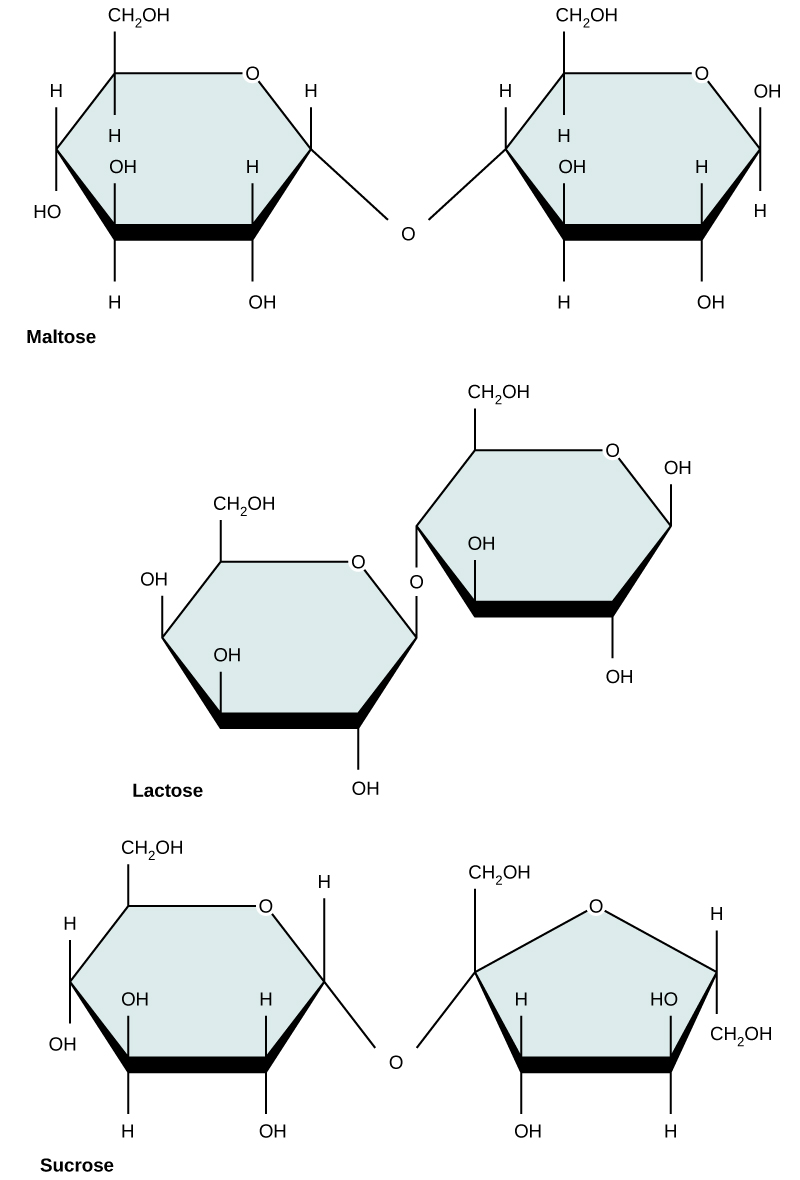 CH2OH CH2OH
O O
H H H OH
H H
OH H OH H
HO H
O
H OH H OH
Maltose
CH2OH
O
OH
CH2OH
OH
O
OH O
OH
OH
OH
Lactose
CH2OH
CH2OH
H
O O
H H
OH H H HO
OH CH2OH
O
H OH OH H
Sucrose